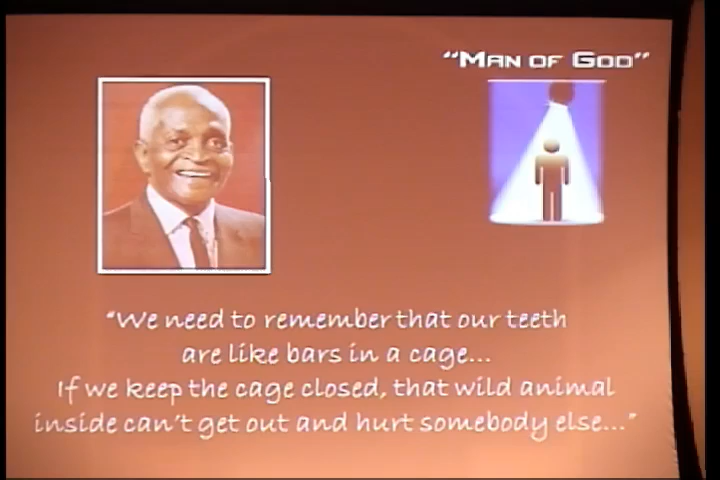 "MAN OF GOD"
"We need to remember that our teeth
are like bars in a cage...
If we keep the cage closed, that wild animal
inside can't get out and hurt somebody else..."